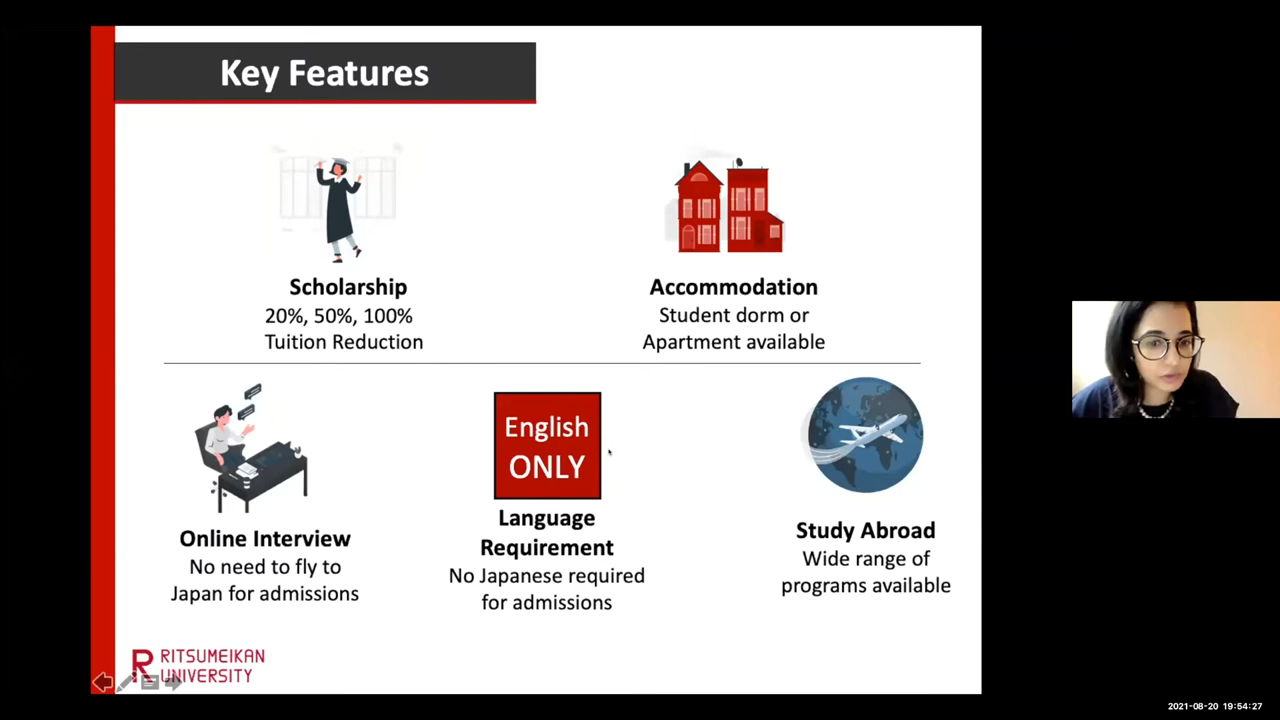 Key Features
Scholarship
20%, 50%, 100%
Tuition Reduction
Accommodation
Student dorm or
Apartment available
Online Interview
No need to fly to
Japan for admissions
English
ONLY
Language
Requirement
No Japanese required
for admissions
Study Abroad
Wide range of
programs available
R RITSUMEIKAN
UNIVERSITY
2021-08-20 19:54:27